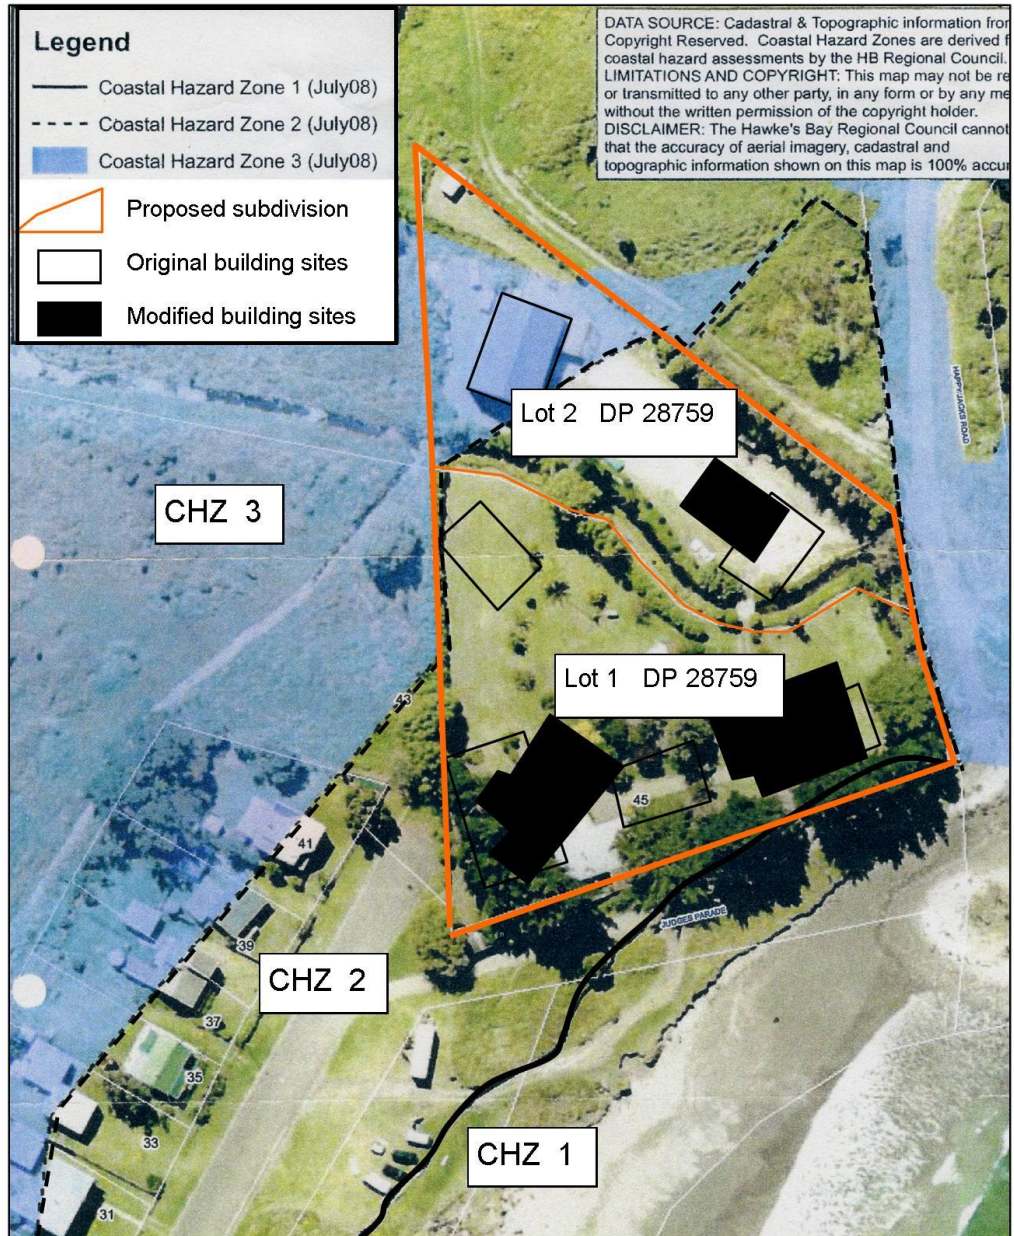 Legend
Coastal Hazard Zone 1 (July08)
Coastal Hazard Zone 2 (July08)
Coastal Hazard Zone 3 (July08)
Proposed subdivision
Original building sites
Modified building sites
DATA SOURCE: Cadastral & Topographic information
Copyright Reserved. Coastal Hazard Zones are derived
coastal hazard assessments by the HB Regional Council.
LIMITATIONS AND COPYRIGHT: This map may not be
or transmitted to any other party, in any form or by any
without the written permission of the copyright holder.
DISCLAIMER: The Hawke's Bay Regional Council cannot
that the accuracy of aerial imagery, cadastral and
topographic information shown on this map is 100%
HAPPY JACKS ROAD
Lot 2 DP 28759
CHZ 3
Lot 1 DP 28759
43
45
41
JUDGES PARADE
39
CHZ 2
37
35
33
CHZ 1
31